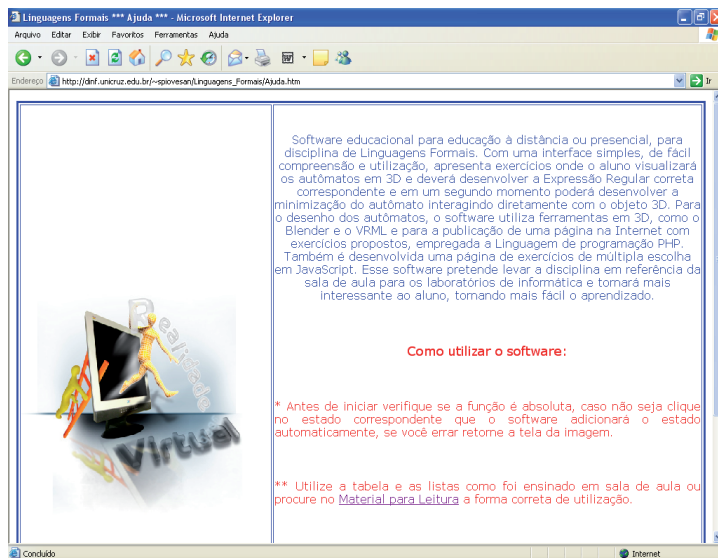 Linguagens Formais *** Ajuda *** - Microsoft Internet Explorer
Arquivo Editar Exibir Favoritos Ferramentas Ajuda
Endereço http://dinf.unicruz.edu.br/~spiovesan/Linguagens_Formais/Ajuda.htm Ir
Software educacional para educação à distância ou presencial, para
disciplina de Linguagens Formais. Com uma interface simples, de fácil
compreensão e utilização, apresenta exercícios onde o aluno visualizará
os autômatos em 3D e deverá desenvolver a Expressão Regular correta
correspondente e em um segundo momento poderá desenvolver a
minimização do autômato interagindo diretamente com o objeto 3D. Para
o desenho dos autômatos, o software utiliza ferramentas em 3D, como o
Blender e o VRML e para a publicação de uma página na Internet com
exercícios propostos, empregada a Linguagem de programação PHP.
Também é desenvolvida uma página de exercícios de múltipla escolha
em JavaScript. Esse software pretende levar a disciplina em referência da
sala de aula para os laboratórios de informática e tornará mais
interessante ao aluno, tornando mais fácil o aprendizado.
Realidade
Virtual
Como utilizar o software:
* Antes de iniciar verifique se a função é absoluta, caso não seja clique
no estado correspondente que o software adicionará o estado
automaticamente, se você errar retorne a tela da imagem.
** Utilize a tabela e as listas como foi ensinado em sala de aula ou
procure no Material para Leitura a forma correta de utilização.
Concluído Internet